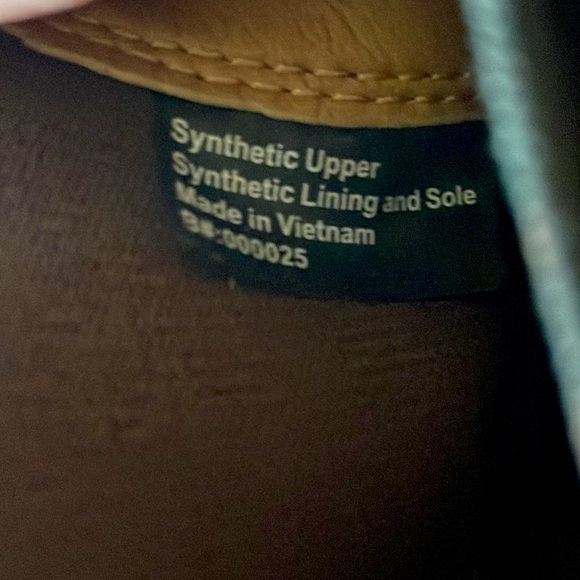 Synthetic Upper
Synthetic Lining and Sole
Made in Vietnam
B#:000025